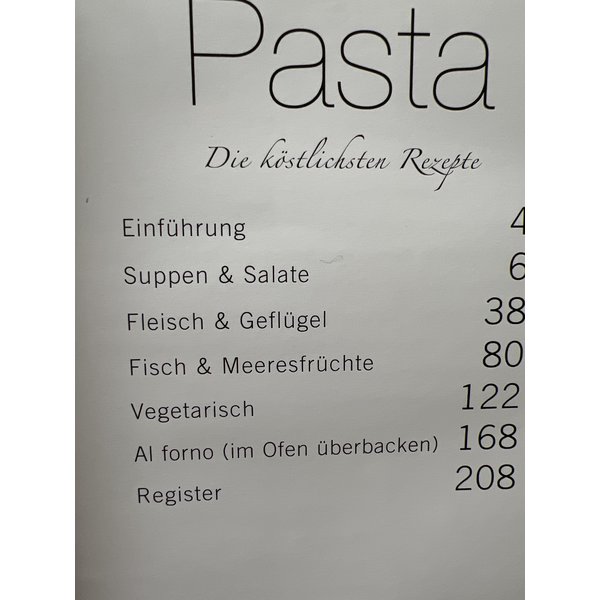 Pasta
Die köstlichsten Rezepte
Einführung 4
Suppen & Salate 6
Fleisch & Geflügel 38
Fisch & Meeresfrüchte 80
Vegetarisch 122
Al forno (im Ofen überbacken) 168
Register 208